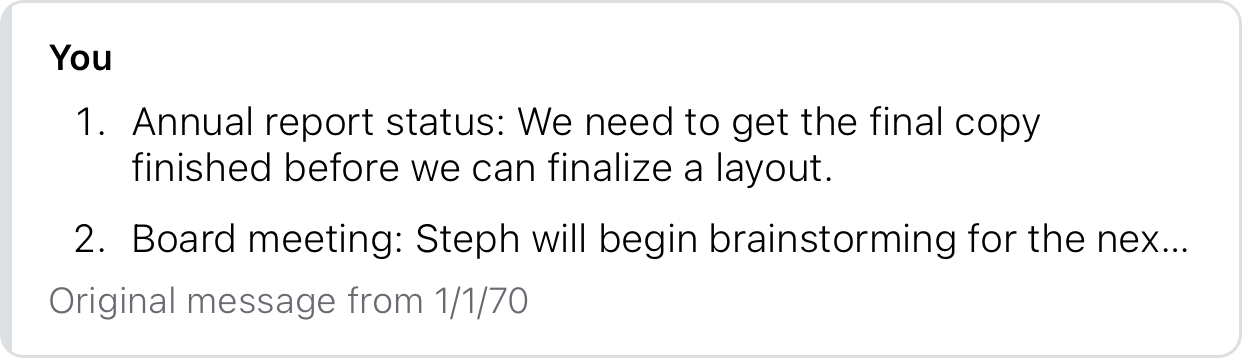 You
1. Annual report status: We need to get the final copy
finished before we can finalize a layout.
2. Board meeting: Steph will begin brainstorming for the nex...
Original message from 1/1/70